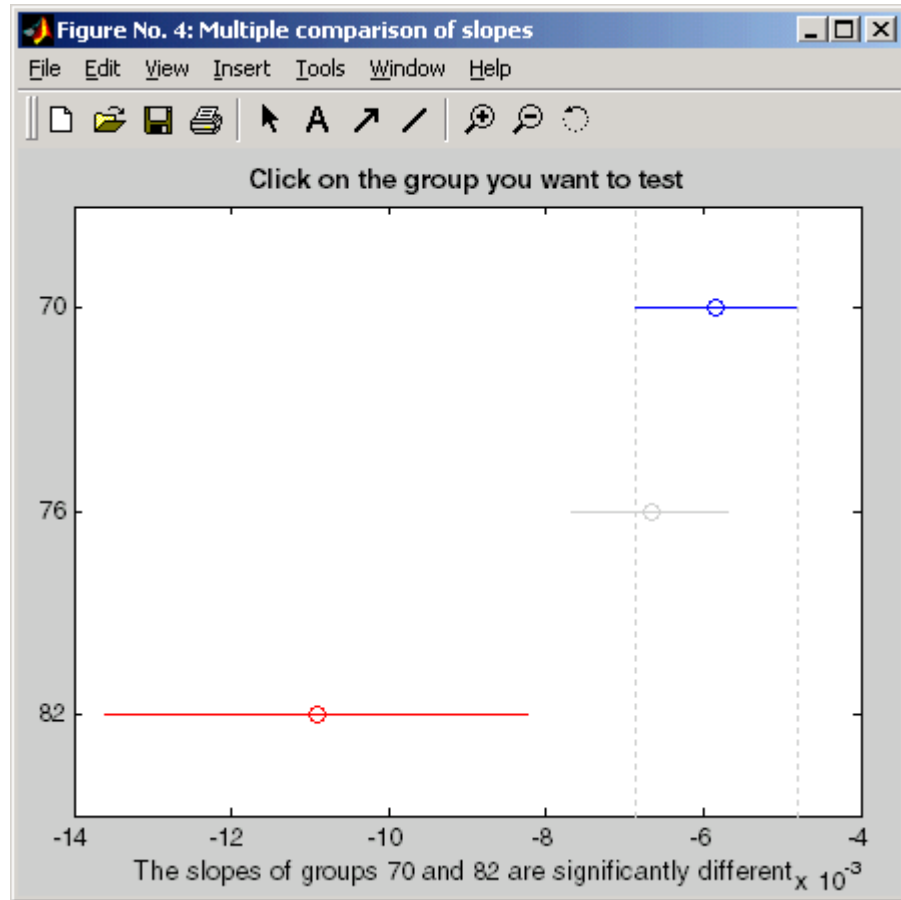 Figure No. 4: Multiple comparison of slopes
File Edit View Insert Tools Window Help
A
Click on the group you want to test
70
76
82
-14 -12 -10 -8 -6 -4
The slopes of groups 70 and 82 are significantly different
x 10^-3